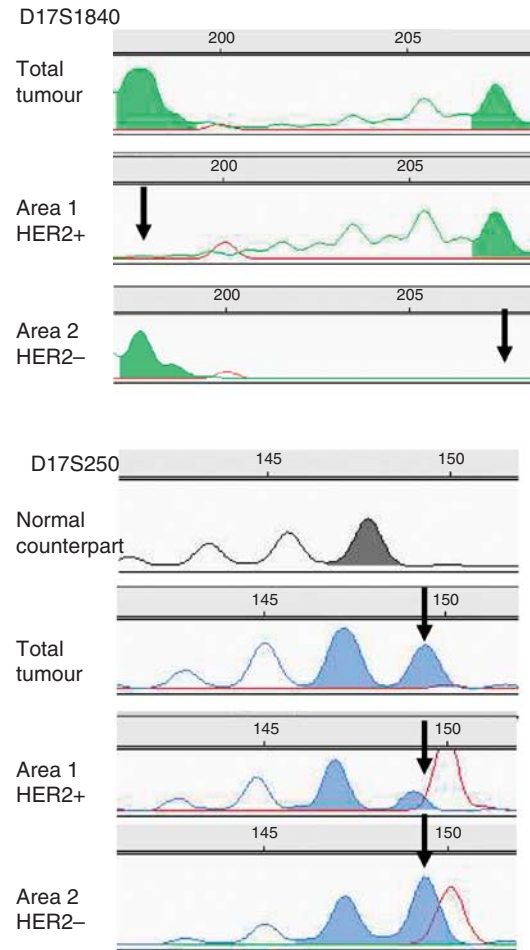 D17S1840
200 205
Total
tumour
200 205
Area 1
HER2+
200 205
Area 2
HER2–
D17S250
145 150
Normal
counterpart
145 150
Total
tumour
145 150
Area 1
HER2+
145 150
Area 2
HER2–